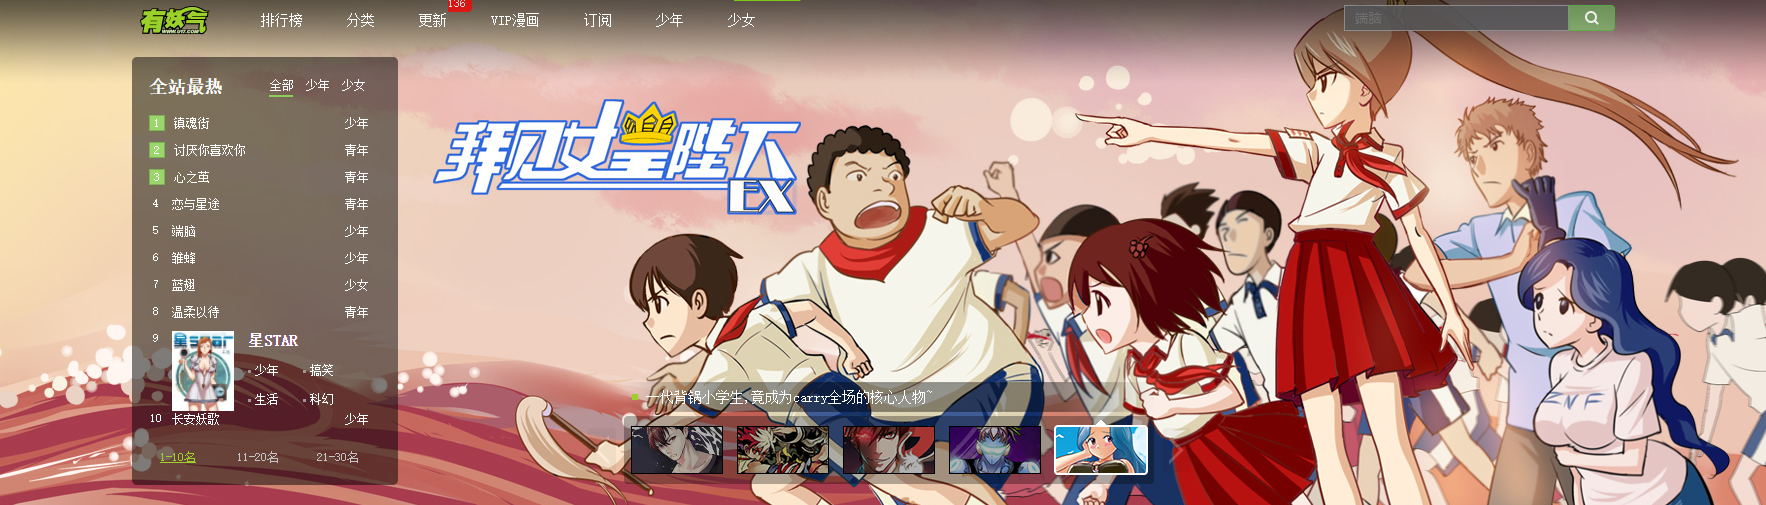 有妖气
WWW.U17.COM
排行榜 分类 更新 136 VIP漫画 订阅 少年 少女
端脑
全站最热 全部 少年 少女
1 镇魂街 少年
2 讨厌你喜欢你 青年
3 心之茧 青年
4 恋与星途 青年
5 端脑 少年
6 雏蜂 少年
7 蓝翅 少女
8 温柔以待 青年
9 星STAR
少年 搞笑
生活 科幻
10 长安妖歌 少年
1-10名 11-20名 21-30名
拜见女皇陛下
EX
一代背锅小学生,竟成为carry全场的核心人物~
ZNF